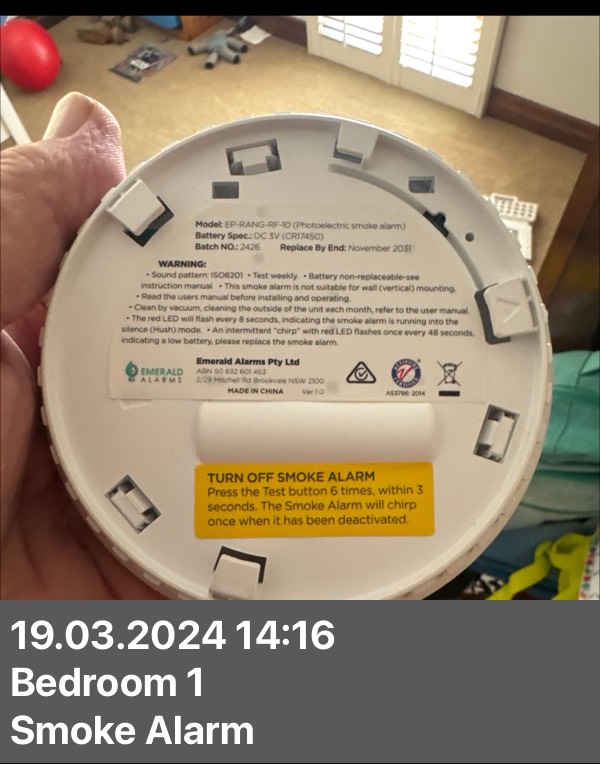 Model: EP-RANG-RF-10 (Photoelectric smoke alarm)
Battery Spec.: DC 3V (CR17450)
Batch NO.: 2426 Replace By End: November 2031
WARNING:
• Sound pattern: ISO8201 • Test weekly. • Battery non-replaceable-see
instruction manual. • This smoke alarm is not suitable for wall (vertical) mounting.
• Read the users manual before installing and operating.
• Clean by vacuum, cleaning the outside of the unit each month, refer to the user manual.
• The red LED will flash every 8 seconds, indicating the smoke alarm is running into the
silence (Hush) mode. • An intermittent "chirp" with red LED flashes once every 48 seconds,
indicating a low battery, please replace the smoke alarm.
EMERALD
ALARMS
Emerald Alarms Pty Ltd
ABN 50 632 601 453
2/29 Mitchell Rd Brookvale NSW 2100
MADE IN CHINA Ver 1.0
AS3786: 2014
TURN OFF SMOKE ALARM
Press the Test button 6 times, within 3
seconds. The Smoke Alarm will chirp
once when it has been deactivated.
19.03.2024 14:16
Bedroom 1
Smoke Alarm